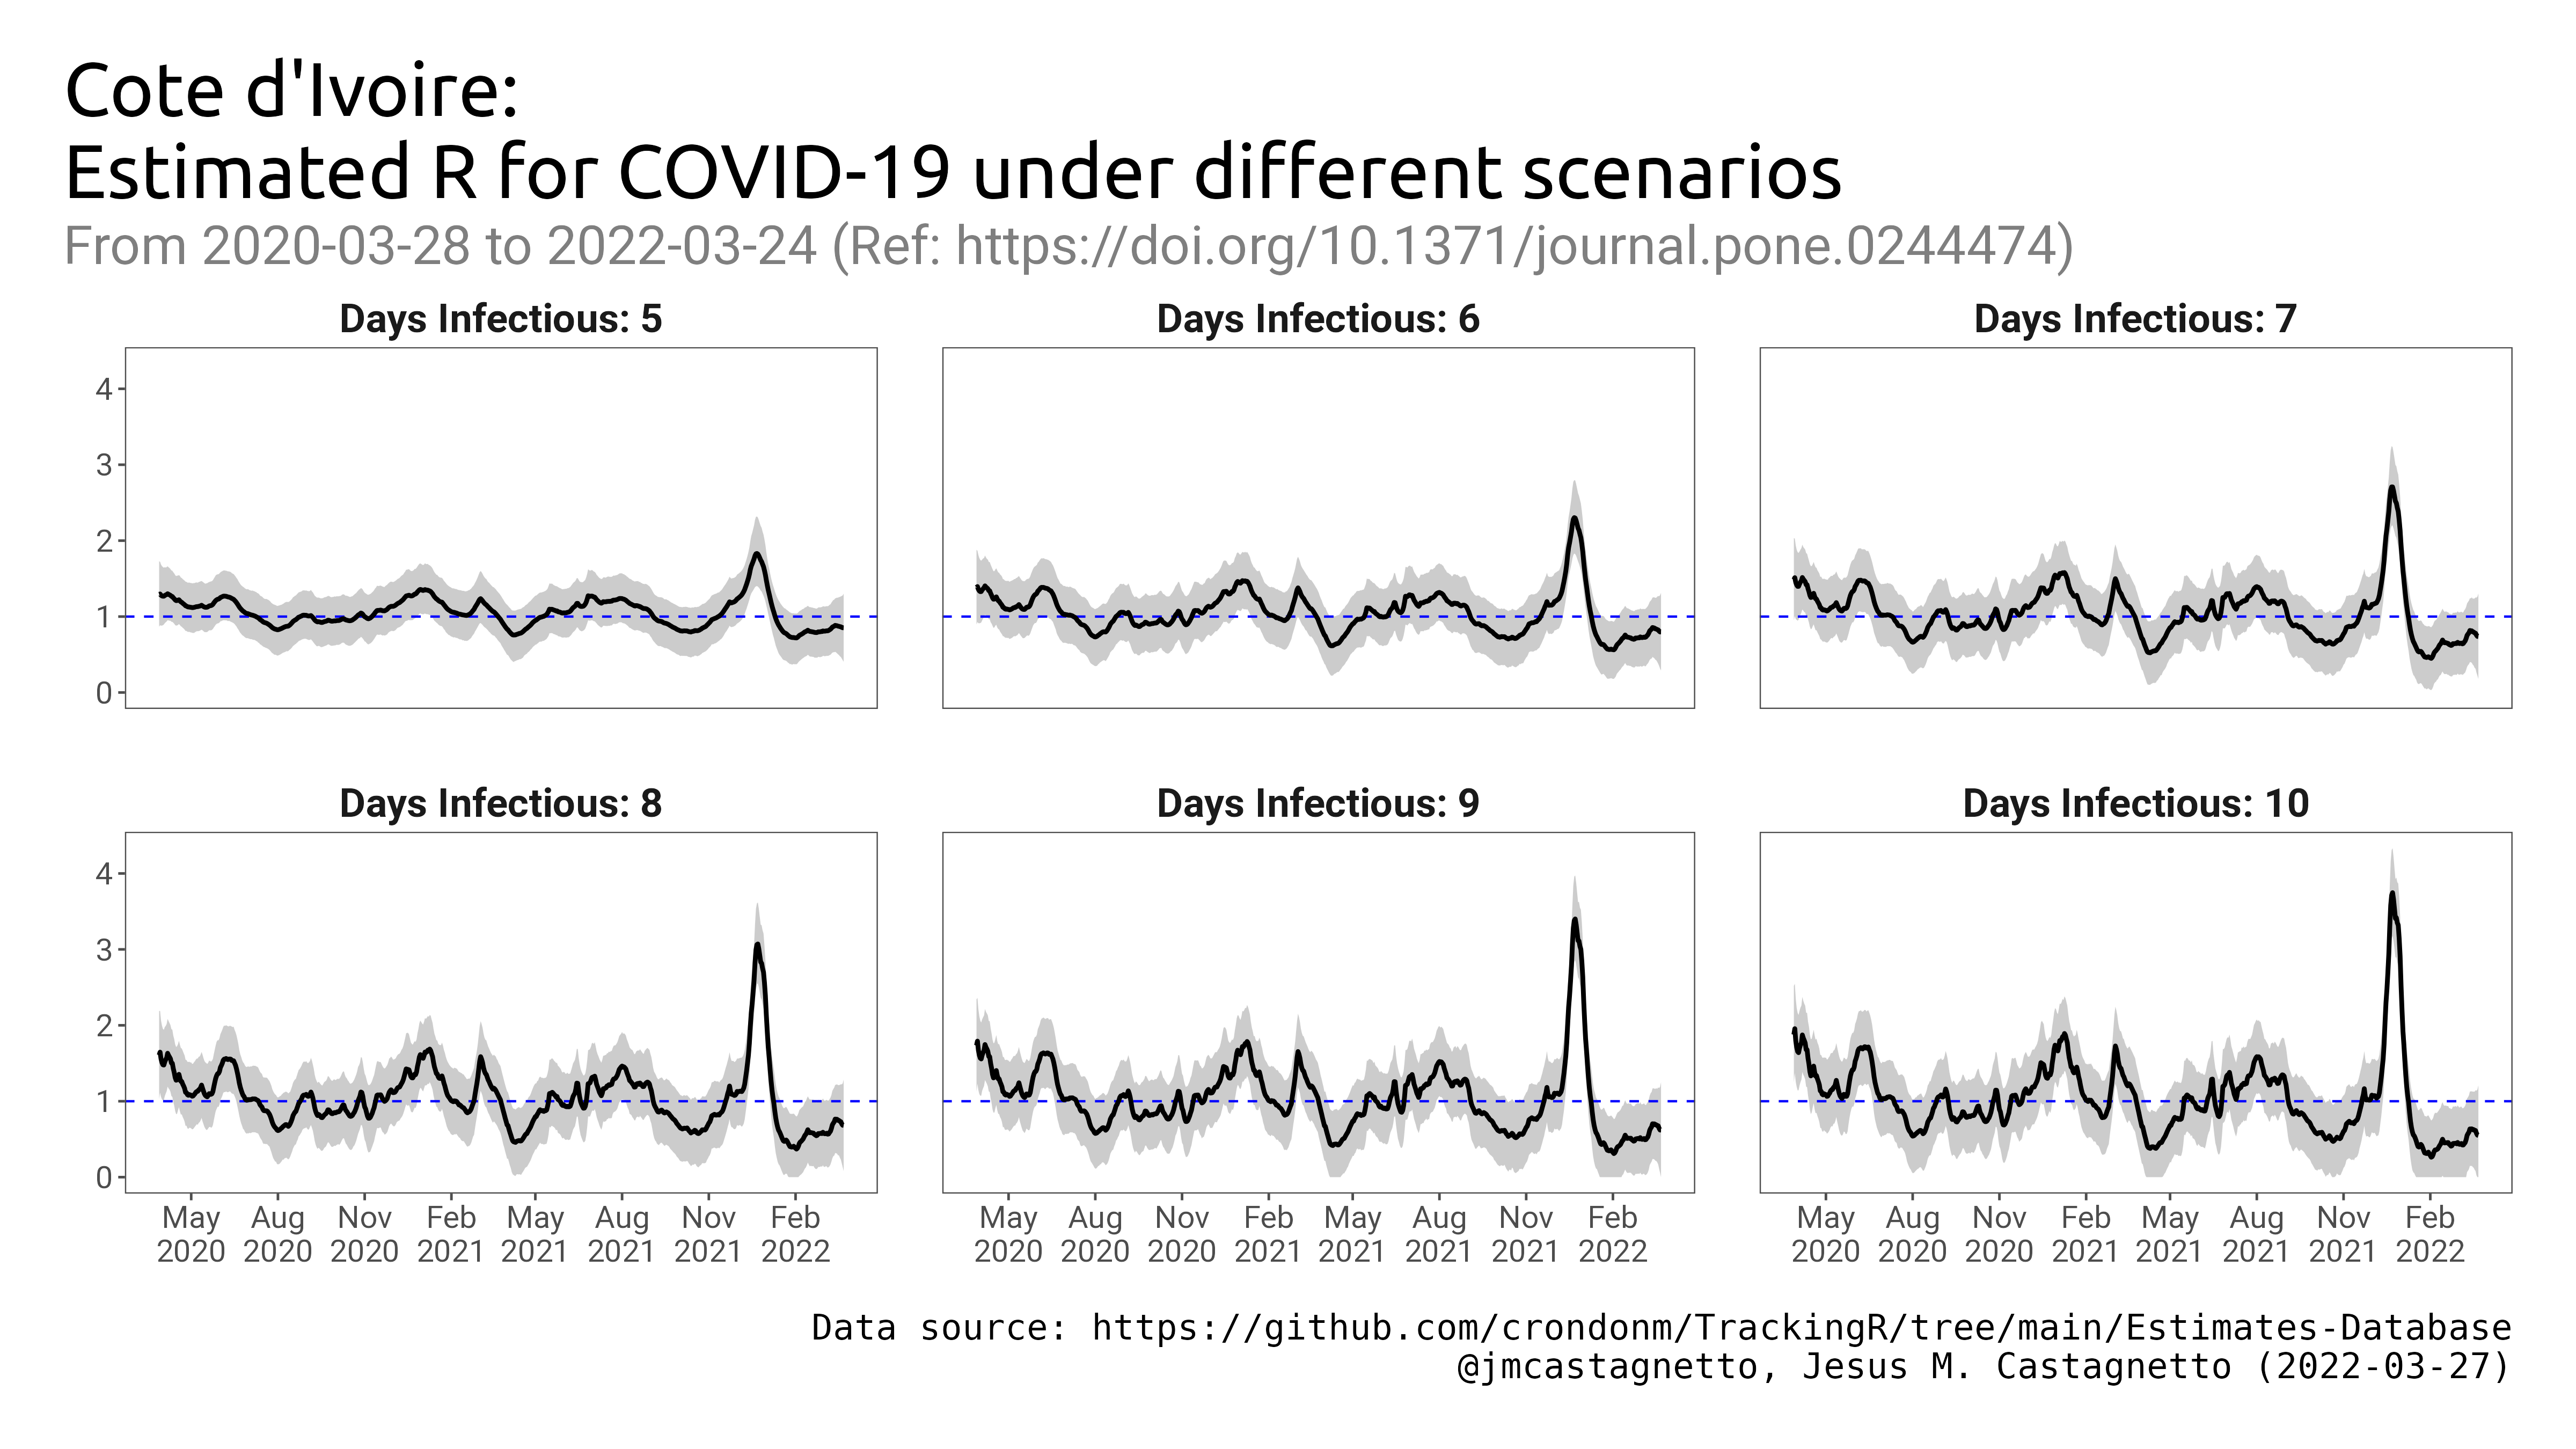 Cote d'Ivoire:
Estimated R for COVID-19 under different scenarios
From 2020-03-28 to 2022-03-24 (Ref: https://doi.org/10.1371/journal.pone.0244474)
Days Infectious: 5
Days Infectious: 6
Days Infectious: 7
4
3
2
1
0
Days Infectious: 8
Days Infectious: 9
Days Infectious: 10
4
3
2
1
0
May Aug Nov Feb May Aug Nov Feb
2020 2020 2020 2021 2021 2021 2021 2022
May Aug Nov Feb May Aug Nov Feb
2020 2020 2020 2021 2021 2021 2021 2022
May Aug Nov Feb May Aug Nov Feb
2020 2020 2020 2021 2021 2021 2021 2022
Data source: https://github.com/crondonm/TrackingR/tree/main/Estimates-Database
@jmcastagnetto, Jesus M. Castagnetto (2022-03-27)